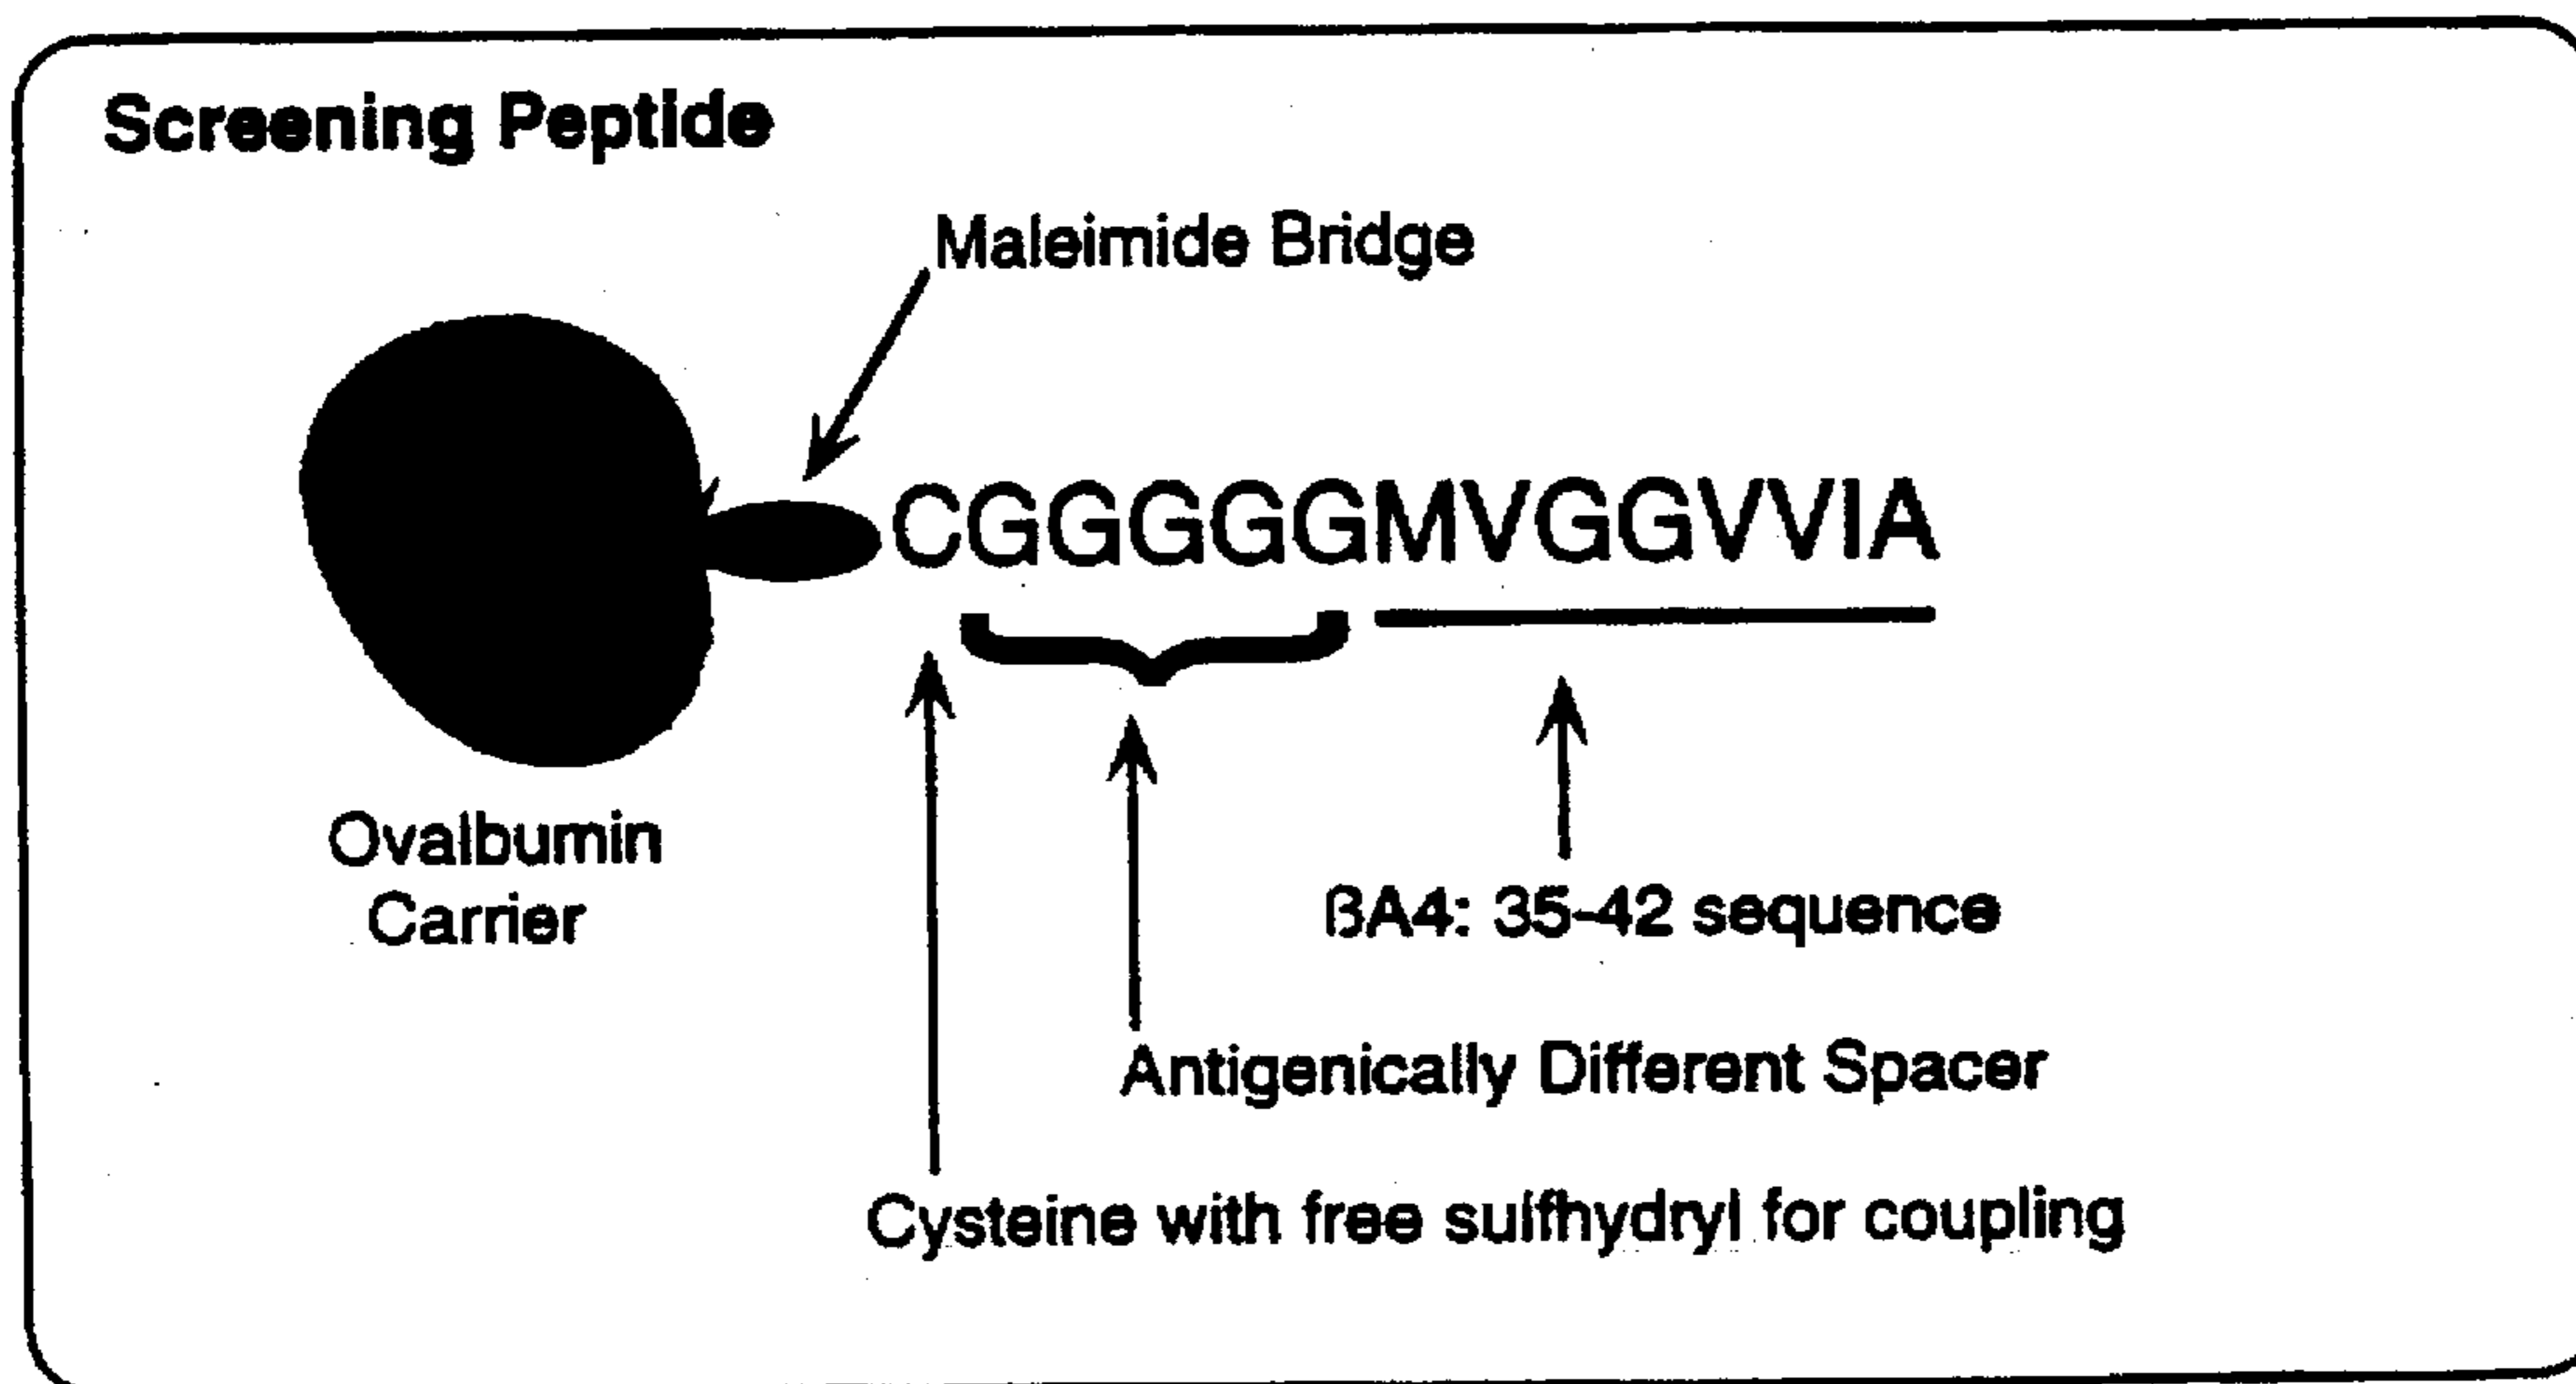 Screening Peptide
Maleimide Bridge
CGGGGGMVGGVVIA
Ovalbumin
Carrier
βA4: 35-42 sequence
Antigenically Different Spacer
Cysteine with free sulfhydryl for coupling